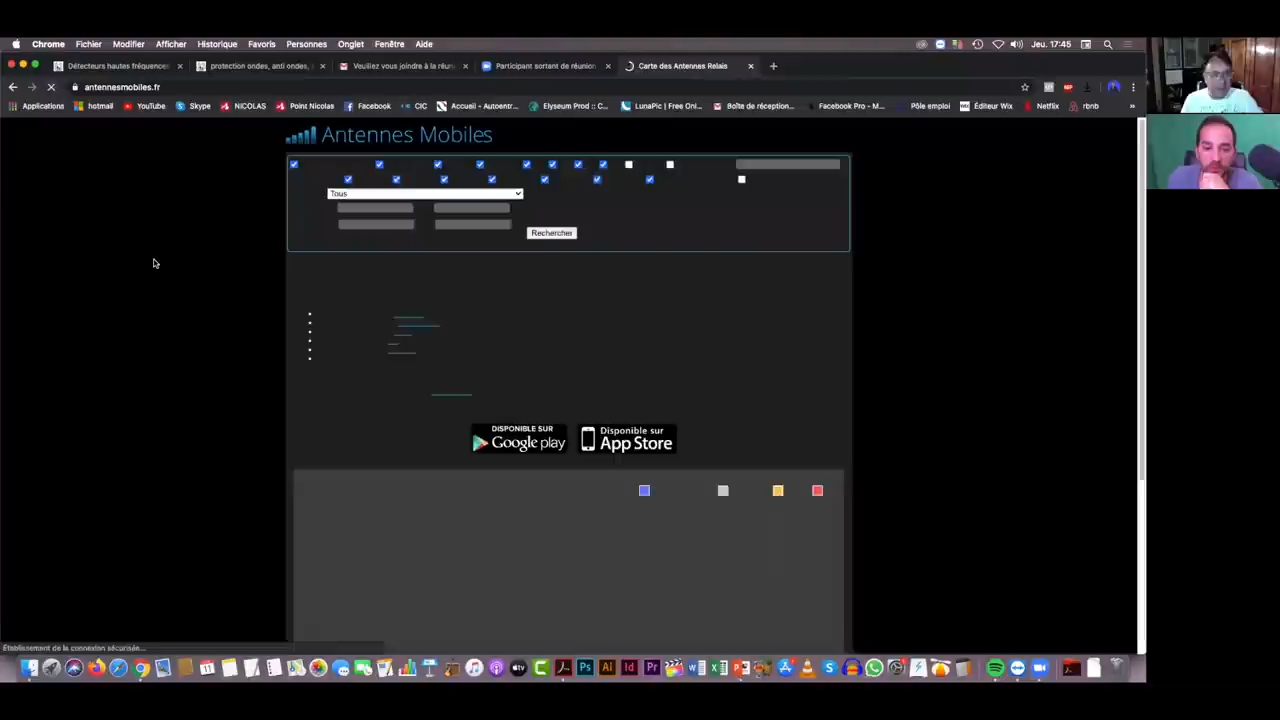 Chrome Fichier Modifier Afficher Historique Favoris Personnes Onglet Fenêtre Aide Jeu. 17:45
Détecteurs hautes fréquences protection ondes, anti ondes, Veuillez vous joindre à la réuni Participant sortant de réunion Carte des Antennes Relais
antennesmobiles.fr
Applications hotmail YouTube Skype NICOLAS Point Nicolas Facebook CIC Accueil - Autoentr... Elyseum Prod :: C... LunaPic | Free Onl... Boîte de réception... Facebook Pro - M... Pôle emploi Éditeur Wix Netflix rbnb »
Antennes Mobiles
Tous
Rechercher
DISPONIBLE SUR
Google play
Disponible sur
App Store
Établissement de la connexion sécurisée...